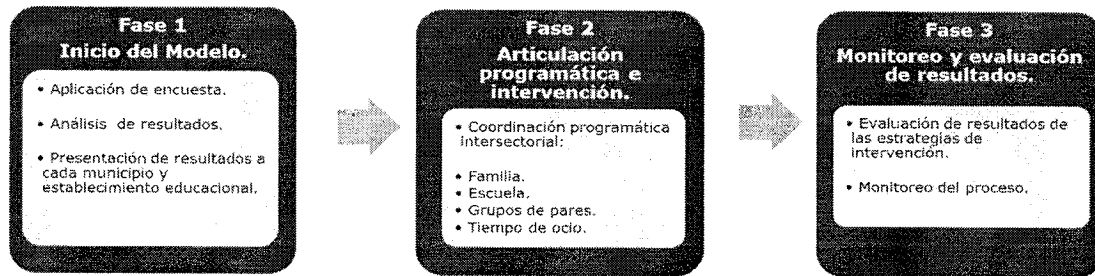 Fase 1
Inicio del Modelo.
• Aplicación de encuesta.
• Análisis de resultados.
• Presentación de resultados a
cada municipio y
establecimiento educacional.
Fase 2
Articulación
programática e
intervención.
• Coordinación programática
intersectorial:
• Familia.
• Escuela.
• Grupos de pares.
• Tiempo de ocio.
Fase 3
Monitoreo y evaluación
de resultados.
• Evaluación de resultados de
las estrategias de
intervención.
• Monitoreo del proceso.